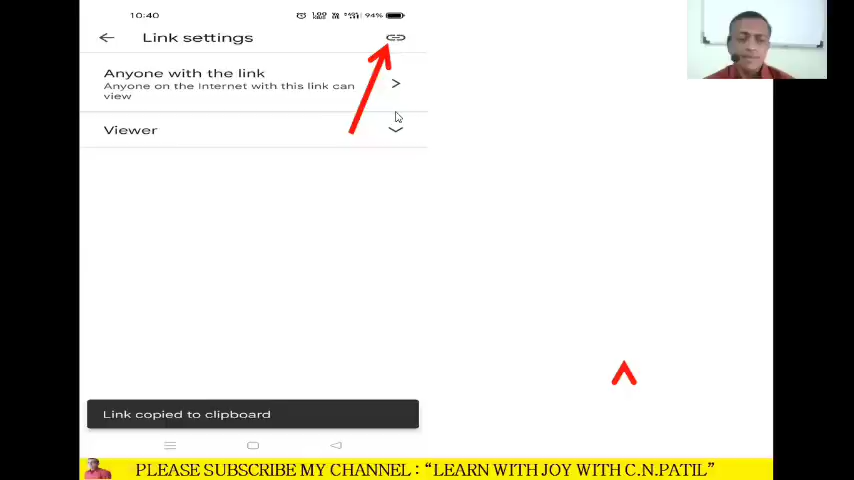 10:40
94%
Link settings
Anyone with the link
Anyone on the Internet with this link can
view
Viewer
Link copied to clipboard
PLEASE SUBSCRIBE MY CHANNEL : “LEARN WITH JOY WITH C.N.PATIL”